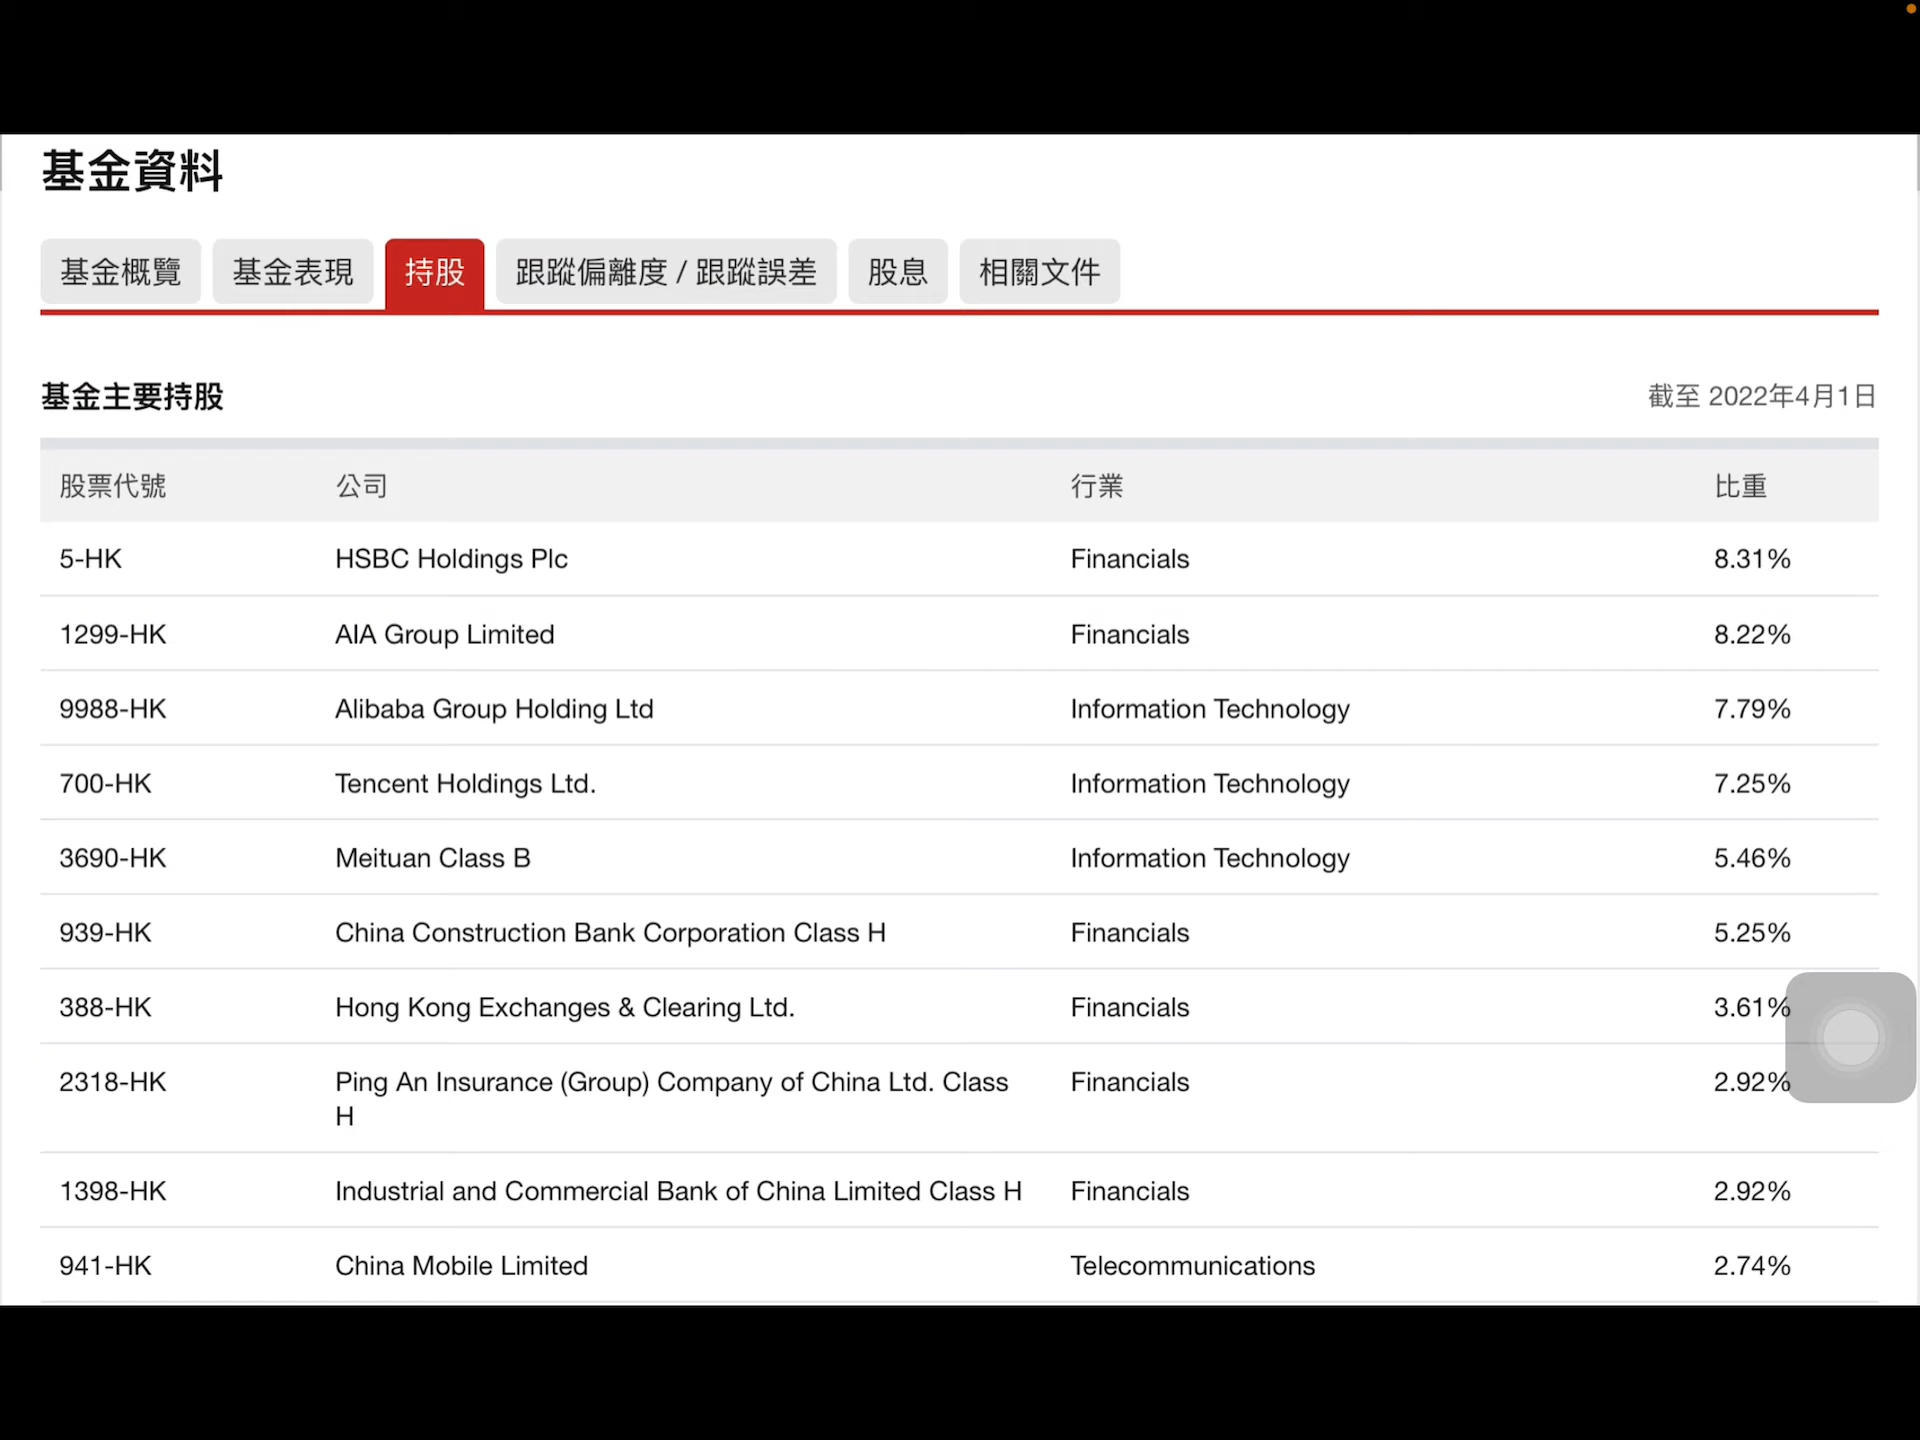 基金資料
基金概覽 基金表現 持股 跟蹤偏離度 / 跟蹤誤差 股息 相關文件
基金主要持股 截至 2022年4月1日
股票代號 公司 行業 比重
5-HK HSBC Holdings Plc Financials 8.31%
1299-HK AIA Group Limited Financials 8.22%
9988-HK Alibaba Group Holding Ltd Information Technology 7.79%
700-HK Tencent Holdings Ltd. Information Technology 7.25%
3690-HK Meituan Class B Information Technology 5.46%
939-HK China Construction Bank Corporation Class H Financials 5.25%
388-HK Hong Kong Exchanges & Clearing Ltd. Financials 3.61%
2318-HK Ping An Insurance (Group) Company of China Ltd. Class Financials 2.92%
H
1398-HK Industrial and Commercial Bank of China Limited Class H Financials 2.92%
941-HK China Mobile Limited Telecommunications 2.74%